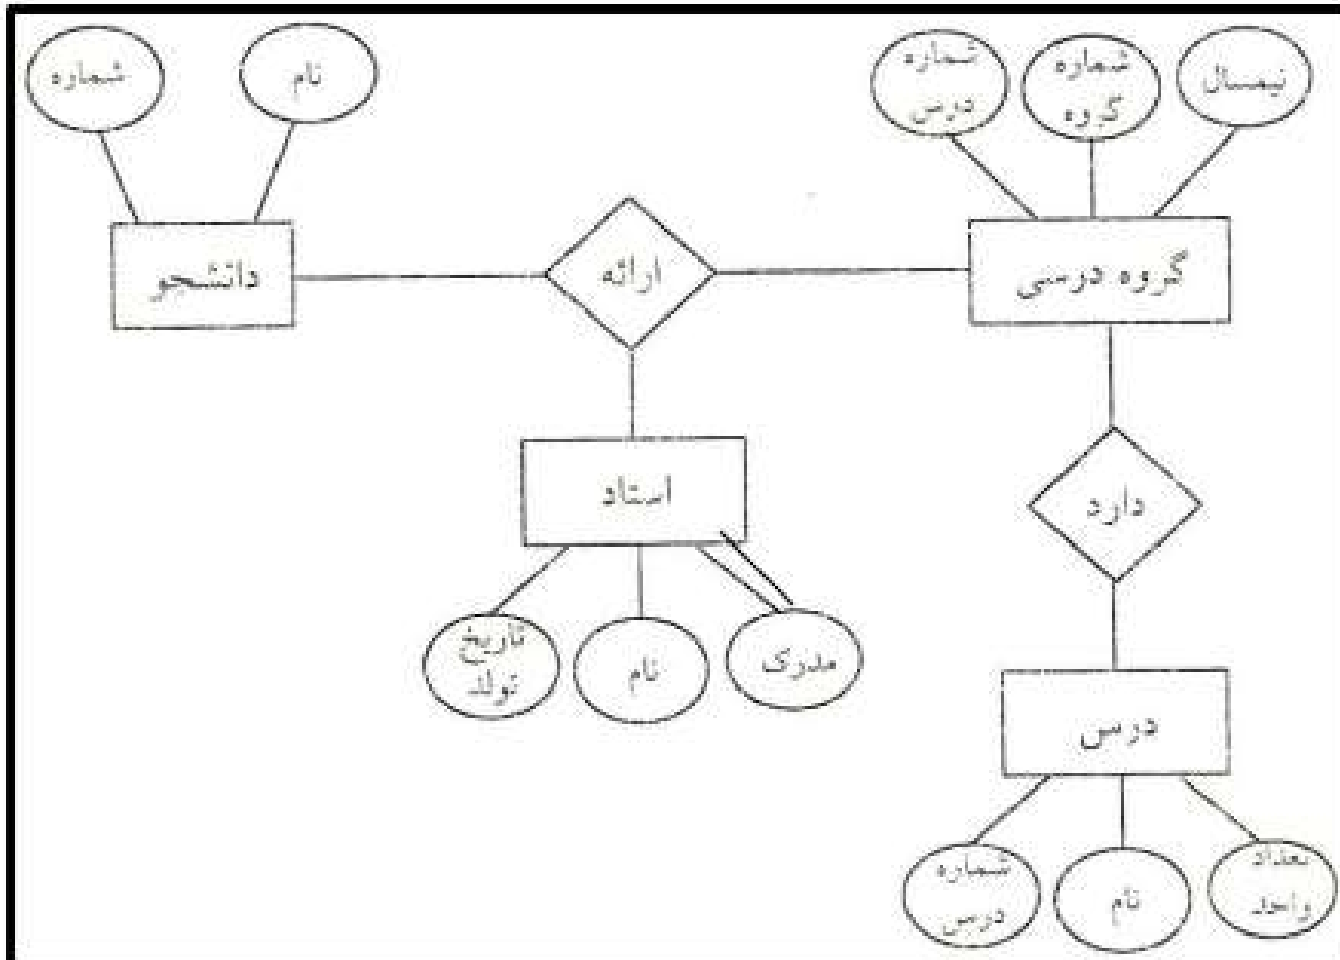 نیمسال
شماره
گروه
شماره
درس
نام
شماره
گروه درسی
ارائه
دانشجو
استاد
دارد
مدرک
نام
تاریخ
تولد
درس
تعداد
واحد
نام
شماره
درس